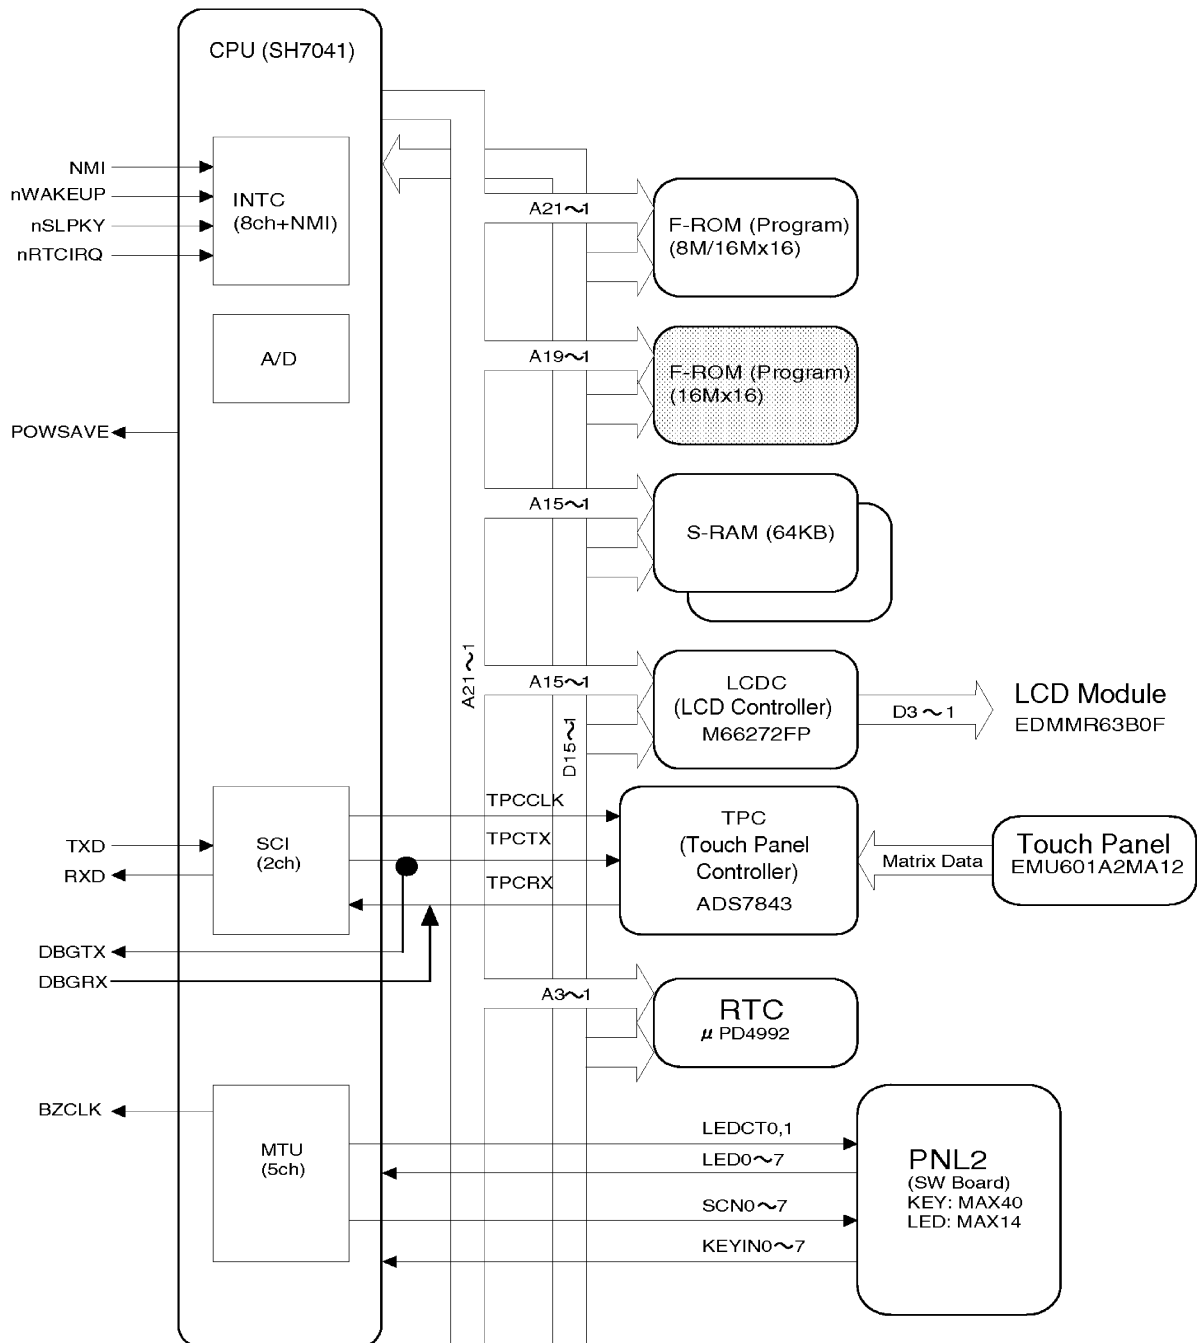 CPU (SH7041)
NMI
nWAKEUP
nSLPKY
nRTCIRQ
INTC
(8ch+NMI)
A21〜1
F-ROM (Program)
(8M/16Mx16)
A/D
A19〜1
F-ROM (Program)
(16Mx16)
POWSAVE
A15〜1
S-RAM (64KB)
A21〜1
D15〜1
A15〜1
LCDC
(LCD Controller)
M66272FP
D3〜1
LCD Module
EDMMR63B0F
TXD
RXD
SCI
(2ch)
TPCCLK
TPCTX
TPCRX
TPC
(Touch Panel
Controller)
ADS7843
Matrix Data
Touch Panel
EMU601A2MA12
DBGTX
DBGRX
A3〜1
RTC
μ PD4992
BZCLK
MTU
(5ch)
LEDCT0,1
LED0〜7
SCN0〜7
KEYIN0〜7
PNL2
(SW Board)
KEY: MAX40
LED: MAX14